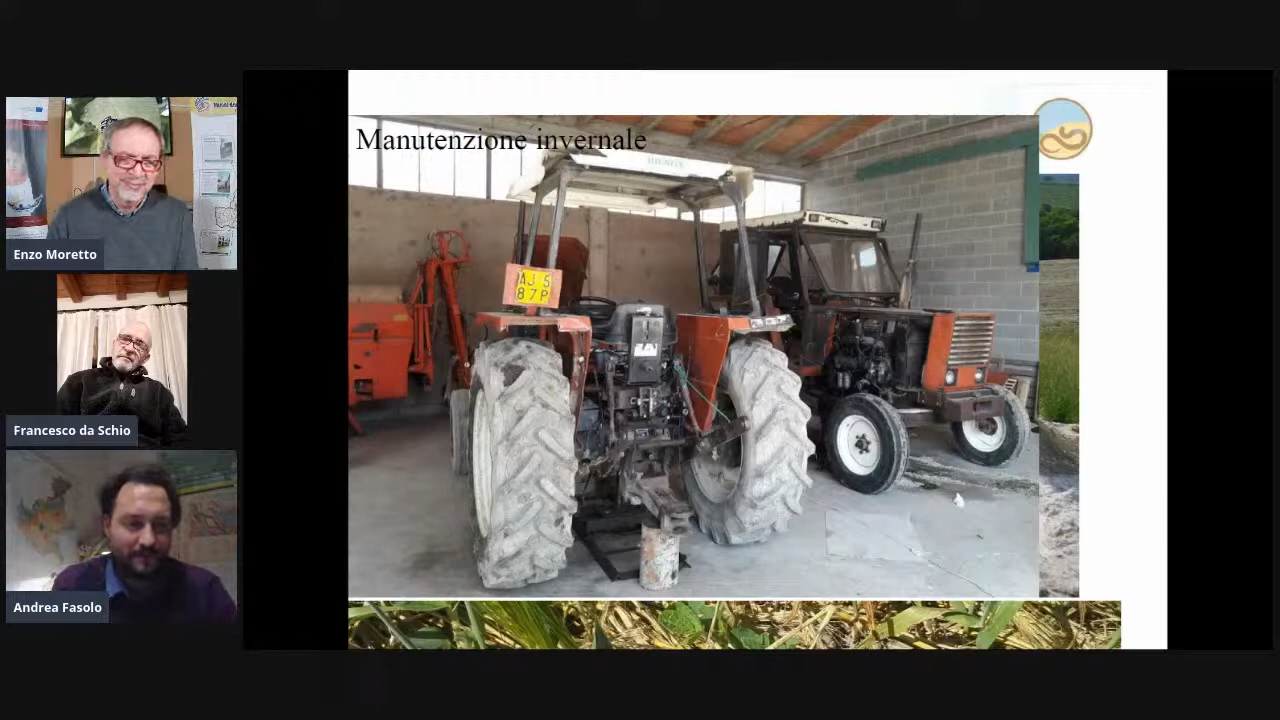 Manutenzione invernale
AJ 5
87P
Enzo Moretto
Francesco da Schio
Andrea Fasolo